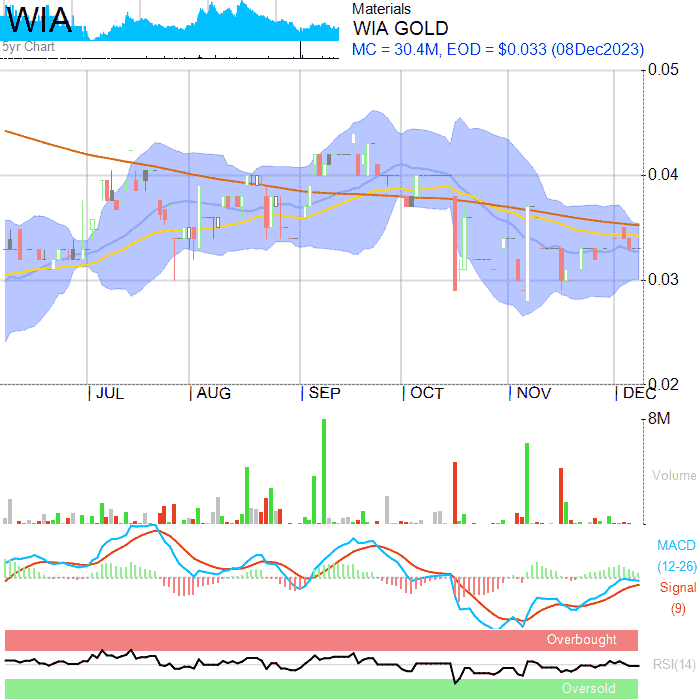 WIA
5yr Chart
Materials
WIA GOLD
MC = 30.4M, EOD = $0.033 (08Dec2023)
0.05
0.04
0.03
0.02
JUL AUG SEP OCT NOV DEC
8M
Volume
MACD
(12-26)
Signal
(9)
Overbought
RSI(14)
Oversold